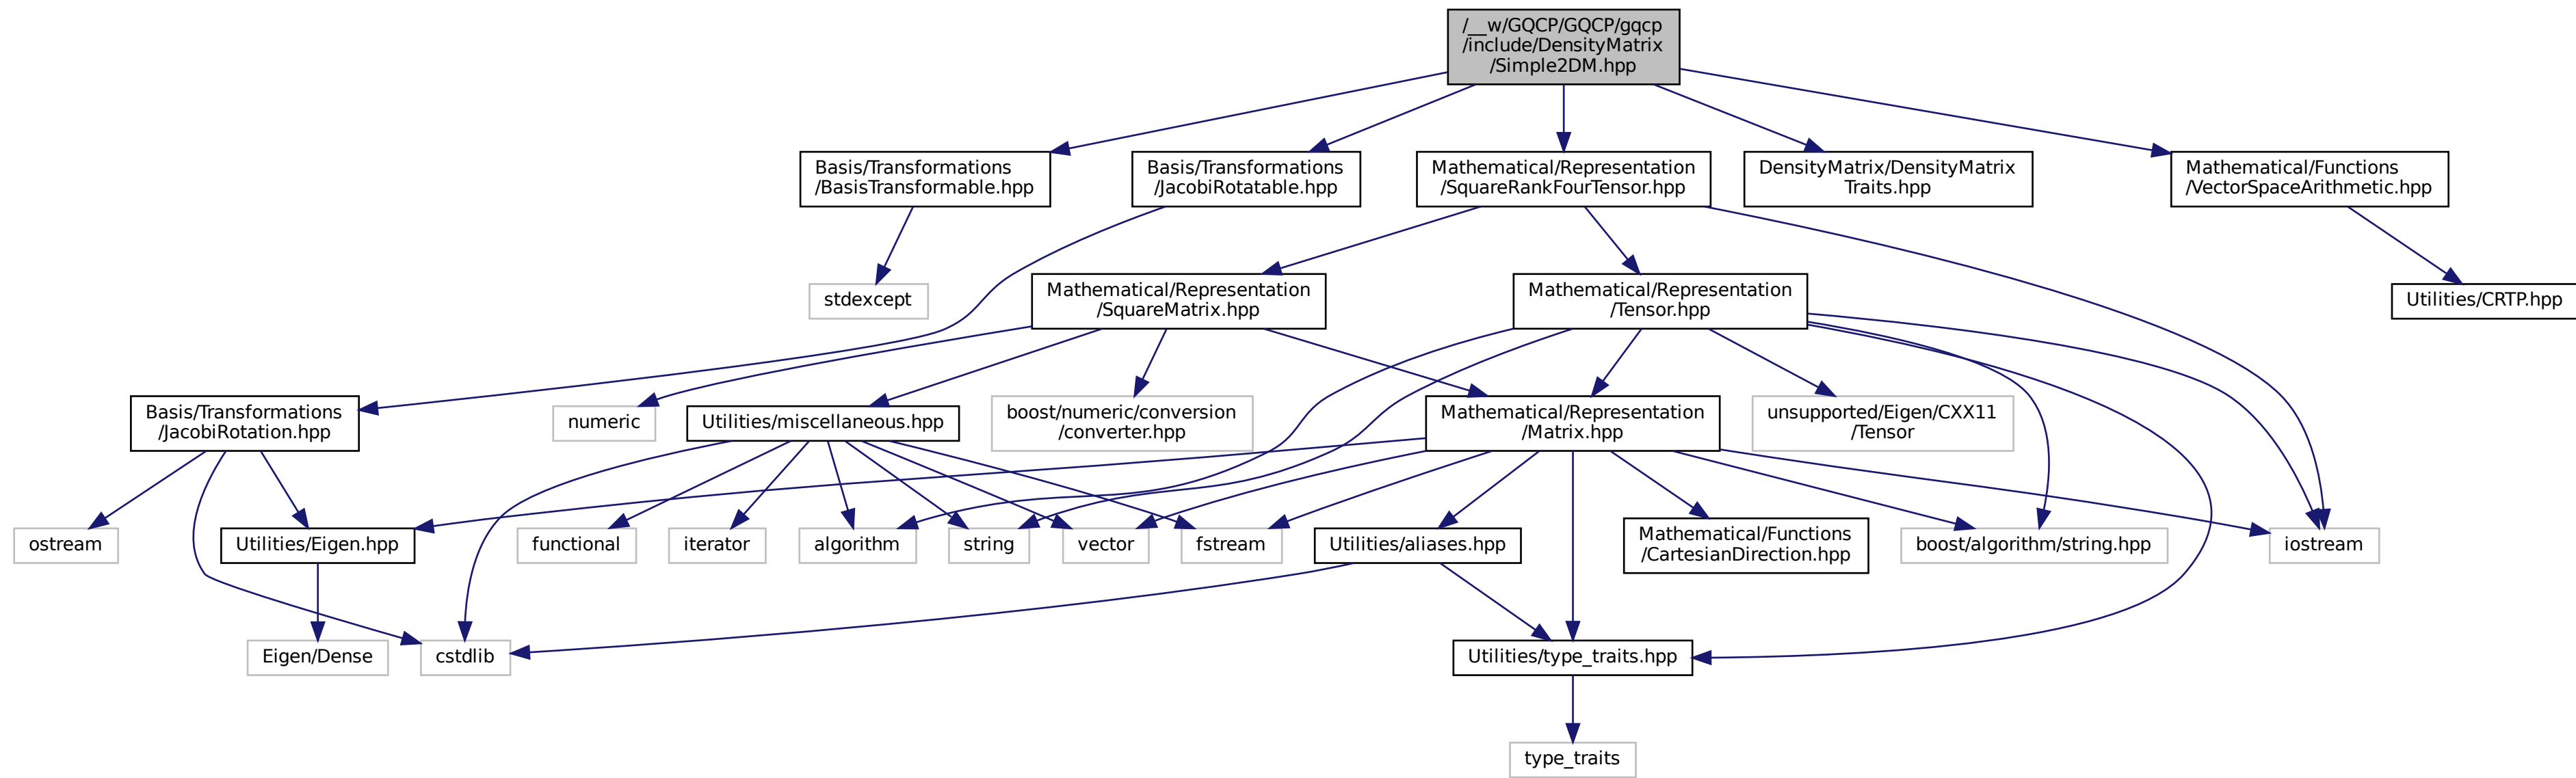 /__w/GQCP/GQCP/gqcp
/include/DensityMatrix
/Simple2DM.hpp
Basis/Transformations
/BasisTransformable.hpp
Basis/Transformations
/JacobiRotatable.hpp
Mathematical/Representation
/SquareRankFourTensor.hpp
DensityMatrix/DensityMatrix
Traits.hpp
Mathematical/Functions
/VectorSpaceArithmetic.hpp
stdexcept
Mathematical/Representation
/SquareMatrix.hpp
Mathematical/Representation
/Tensor.hpp
Utilities/CRTP.hpp
Basis/Transformations
/JacobiRotation.hpp
numeric
Utilities/miscellaneous.hpp
boost/numeric/conversion
/converter.hpp
Mathematical/Representation
/Matrix.hpp
unsupported/Eigen/CXX11
/Tensor
ostream
Utilities/Eigen.hpp
functional
iterator
algorithm
string
vector
fstream
Utilities/aliases.hpp
Mathematical/Functions
/CartesianDirection.hpp
boost/algorithm/string.hpp
iostream
Eigen/Dense
cstdlib
Utilities/type_traits.hpp
type_traits